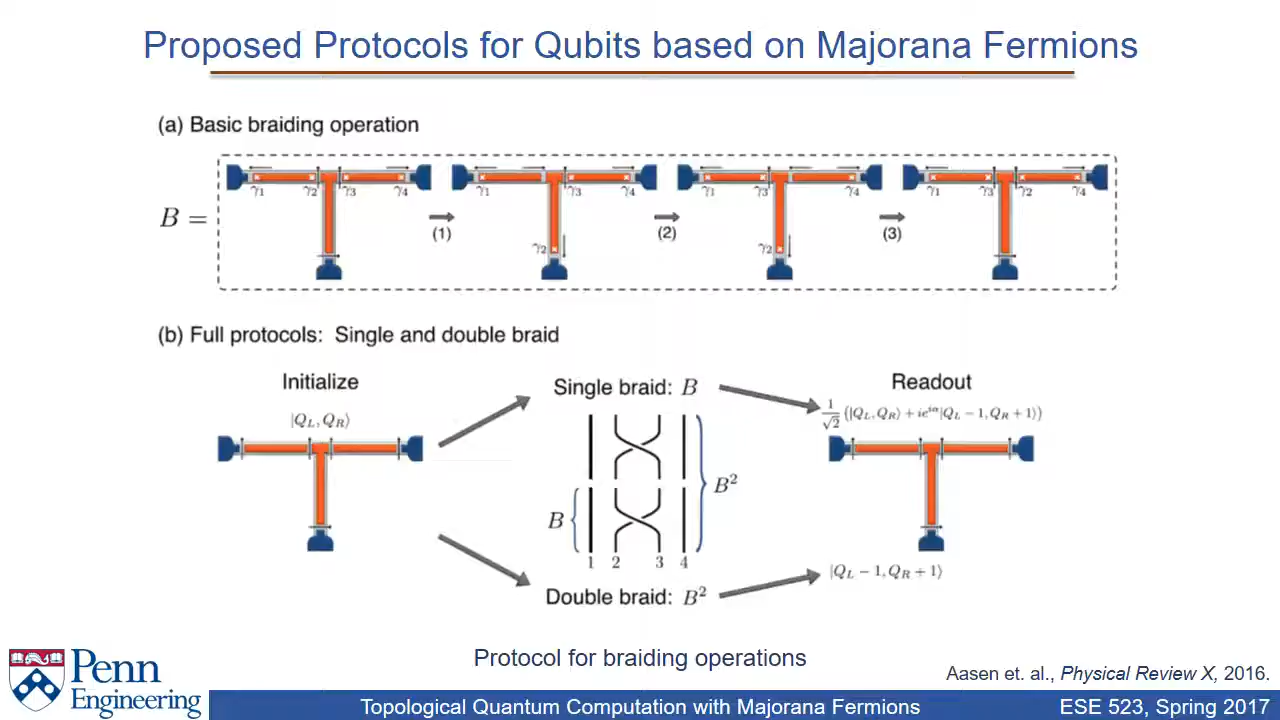 Proposed Protocols for Qubits based on Majorana Fermions
(a) Basic braiding operation
B =
γ1 γ2 γ3 γ4
γ1 γ3 γ4
γ2
γ1 γ3 γ4
γ2
γ1 γ3 γ2 γ4
(1)
(2)
(3)
(b) Full protocols: Single and double braid
Initialize
|Q_L, Q_R⟩
Single braid: B
B
B²
1 2 3 4
Double braid: B²
Readout
1/√2 (|Q_L, Q_R⟩ + ie^{iα}|Q_L − 1, Q_R + 1⟩)
|Q_L − 1, Q_R + 1⟩
Protocol for braiding operations
Aasen et. al., Physical Review X, 2016.
Penn
Engineering
Topological Quantum Computation with Majorana Fermions
ESE 523, Spring 2017